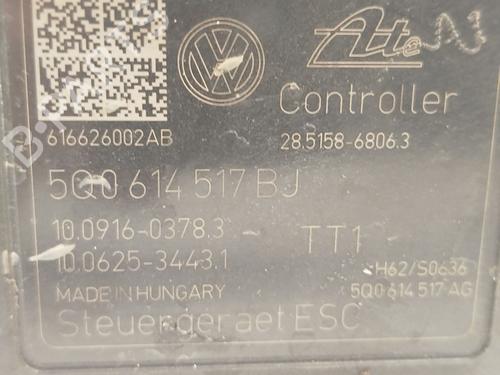 Ate
Controller
616626002AB
28.5158-6806.3
5Q0 614 517 BJ
10.0916-0378.3
TT1
10.0625-3443.1
H62/S0636
MADE IN HUNGARY
5Q0 614 517 AG
Steuergeraet ESC